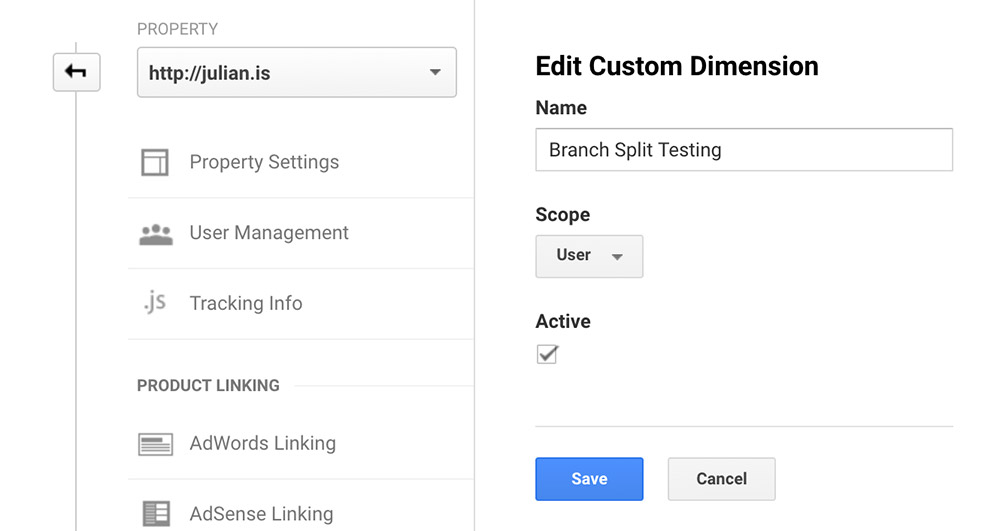 PROPERTY
http://julian.is
Property Settings
User Management
.js
Tracking Info
PRODUCT LINKING
AdWords Linking
AdSense Linking
Edit Custom Dimension
Name
Branch Split Testing
Scope
User
Active
Save
Cancel